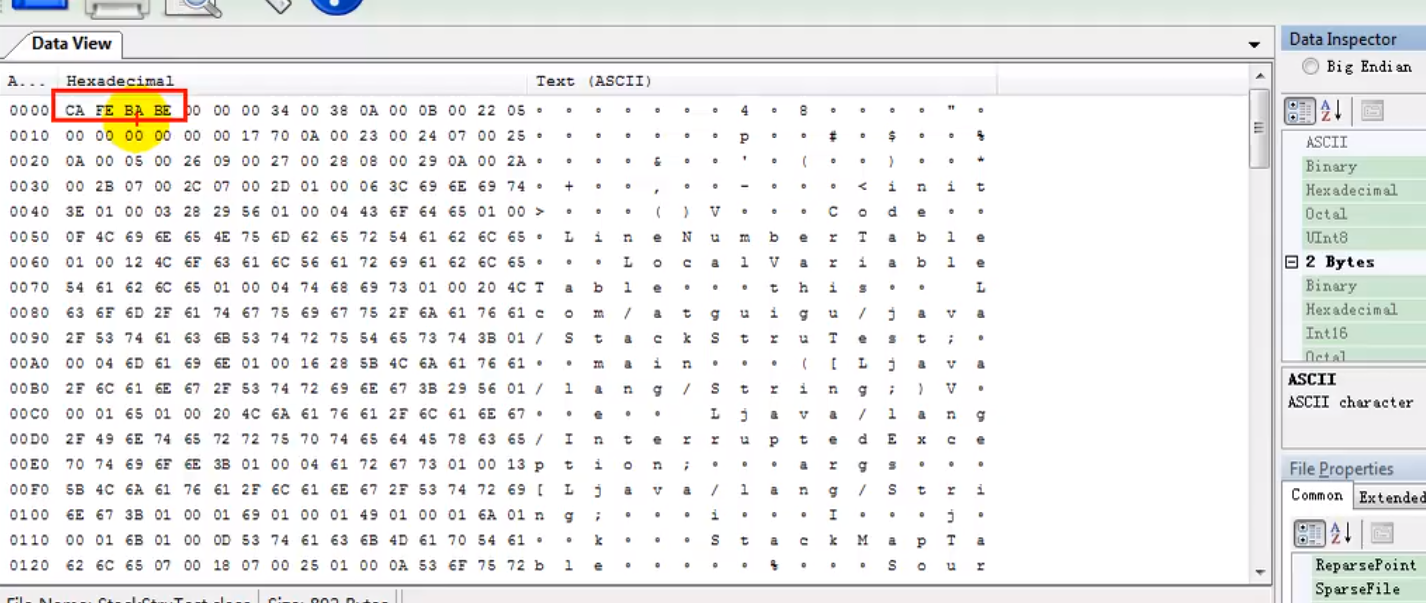 Data View
A... Hexadecimal Text (ASCII)
0000 CA FE BA BE 00 00 00 34 00 38 0A 00 0B 00 22 05 ∘ ∘ ∘ ∘ ∘ ∘ ∘ 4 ∘ 8 ∘ ∘ ∘ ∘ " ∘
0010 00 00 00 00 00 00 17 70 0A 00 23 00 24 07 00 25 ∘ ∘ ∘ ∘ ∘ ∘ ∘ p ∘ ∘ # ∘ $ ∘ ∘ %
0020 0A 00 05 00 26 09 00 27 00 28 08 00 29 0A 00 2A ∘ ∘ ∘ ∘ & ∘ ∘ ' ∘ ( ∘ ∘ ) ∘ ∘ *
0030 00 2B 07 00 2C 07 00 2D 01 00 06 3C 69 6E 69 74 ∘ + ∘ ∘ , ∘ ∘ - ∘ ∘ ∘ < i n i t
0040 3E 01 00 03 28 29 56 01 00 04 43 6F 64 65 01 00 > ∘ ∘ ∘ ( ) V ∘ ∘ ∘ C o d e ∘ ∘
0050 0F 4C 69 6E 65 4E 75 6D 62 65 72 54 61 62 6C 65 ∘ L i n e N u m b e r T a b l e
0060 01 00 12 4C 6F 63 61 6C 56 61 72 69 61 62 6C 65 ∘ ∘ ∘ L o c a l V a r i a b l e
0070 54 61 62 6C 65 01 00 04 74 68 69 73 01 00 20 4C T a b l e ∘ ∘ ∘ t h i s ∘ ∘ L
0080 63 6F 6D 2F 61 74 67 75 69 67 75 2F 6A 61 76 61 c o m / a t g u i g u / j a v a
0090 2F 53 74 61 63 6B 53 74 72 75 54 65 73 74 3B 01 / S t a c k S t r u T e s t ; ∘
00A0 00 04 6D 61 69 6E 01 00 16 28 5B 4C 6A 61 76 61 ∘ ∘ m a i n ∘ ∘ ∘ ( [ L j a v a
00B0 2F 6C 61 6E 67 2F 53 74 72 69 6E 67 3B 29 56 01 / l a n g / S t r i n g ; ) V ∘
00C0 00 01 65 01 00 20 4C 6A 61 76 61 2F 6C 61 6E 67 ∘ ∘ e ∘ ∘ L j a v a / l a n g
00D0 2F 49 6E 74 65 72 72 75 70 74 65 64 45 78 63 65 / I n t e r r u p t e d E x c e
00E0 70 74 69 6F 6E 3B 01 00 04 61 72 67 73 01 00 13 p t i o n ; ∘ ∘ ∘ a r g s ∘ ∘ ∘
00F0 5B 4C 6A 61 76 61 2F 6C 61 6E 67 2F 53 74 72 69 [ L j a v a / l a n g / S t r i
0100 6E 67 3B 01 00 01 69 01 00 01 49 01 00 01 6A 01 n g ; ∘ ∘ ∘ i ∘ ∘ ∘ I ∘ ∘ ∘ j ∘
0110 00 01 6B 01 00 0D 53 74 61 63 6B 4D 61 70 54 61 ∘ ∘ k ∘ ∘ ∘ S t a c k M a p T a
0120 62 6C 65 07 00 18 07 00 25 01 00 0A 53 6F 75 72 b l e ∘ ∘ ∘ ∘ ∘ % ∘ ∘ ∘ S o u r
File Name: StackStruTest.class Size: 892 Bytes
Data Inspector
Big Endian
ASCII
Binary
Hexadecimal
Octal
UInt8
2 Bytes
Binary
Hexadecimal
Int16
Octal
ASCII
ASCII character
File Properties
Common Extended
ReparsePoint
SparseFile